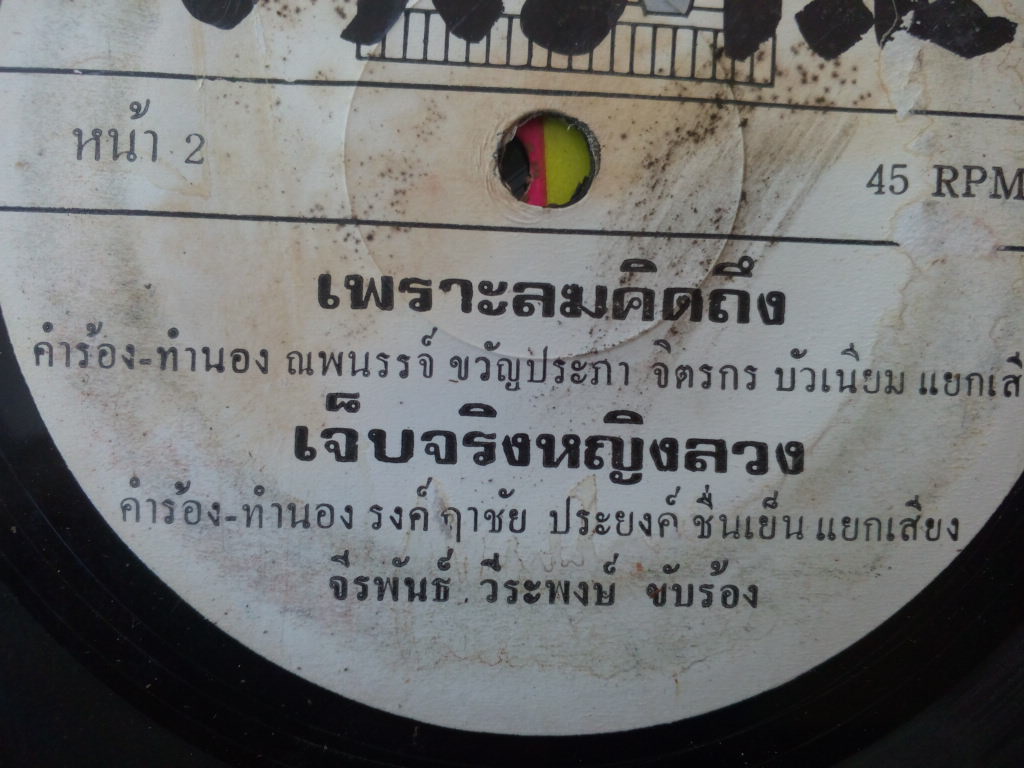 หน้า 2
45 RPM
เพราะลมคิดถึง
คำร้อง-ทำนอง ณพนรรจ์ ขวัญประภา จิตรกร บัวเนียม แยกเสี
เจ็บจริงหญิงลวง
คำร้อง-ทำนอง รงค์ ฤาชัย ประยงค์ ชื่นเย็น แยกเสียง
จีรพันธ์ วีระพงษ์ ขับร้อง